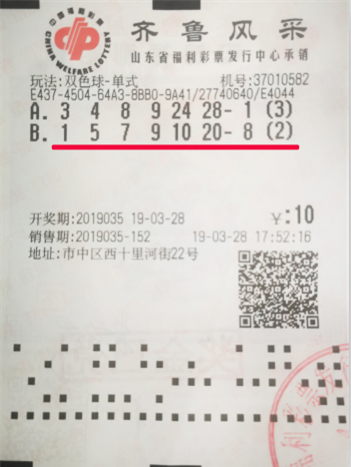 中国福利彩票
CHINA WELFARE LOTTERY
齐鲁风采
山东省福利彩票发行中心承销
玩法:双色球-单式 机号:37010582
E437-4504-64A3-8BB0-9A41/27740640/E4044
A. 3 4 8 9 24 28- 1 (3)
B. 1 5 7 9 10 20- 8 (2)
开奖期:2019035 19-03-28 ¥:10
销售期:2019035-152 19-03-28 17:52:16
地址:市中区西十里河街22号